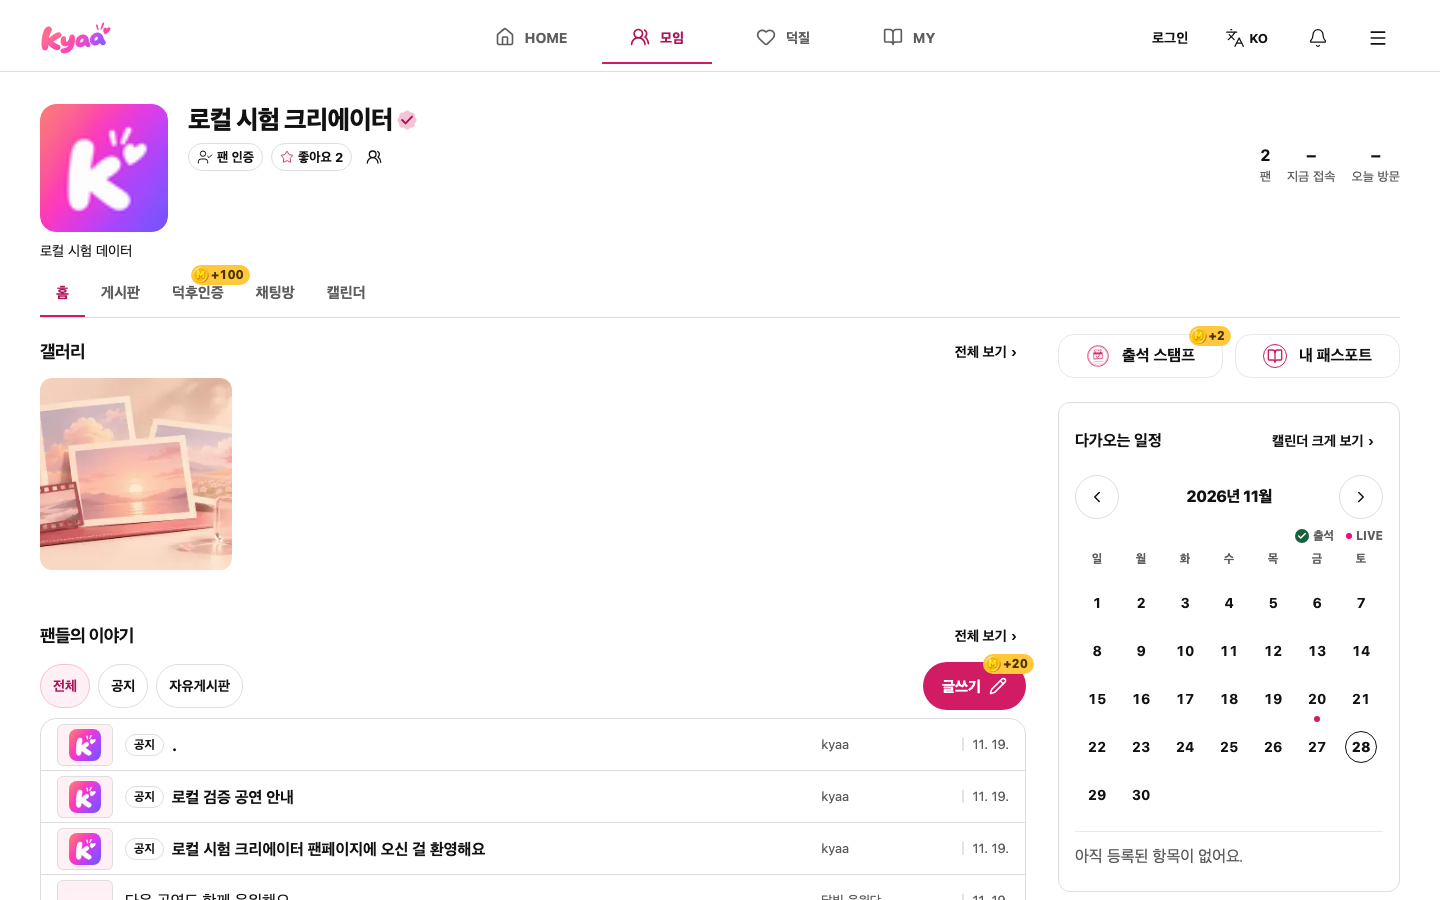 kyaa
HOME
모임
덕질
MY
로그인
KO
로컬 시험 크리에이터
팬 인증
좋아요 2
2
팬
–
지금 접속
–
오늘 방문
로컬 시험 데이터
+100
홈
게시판
덕후인증
채팅방
캘린더
갤러리
전체 보기 ›
팬들의 이야기
전체 보기 ›
전체
공지
자유게시판
+20
글쓰기
공지 . kyaa 11. 19.
공지 로컬 검증 공연 안내 kyaa 11. 19.
공지 로컬 시험 크리에이터 팬페이지에 오신 걸 환영해요 kyaa 11. 19.
+2
출석 스탬프
내 패스포트
다가오는 일정
캘린더 크게 보기 ›
2026년 11월
출석 LIVE
일 월 화 수 목 금 토
1 2 3 4 5 6 7
8 9 10 11 12 13 14
15 16 17 18 19 20 21
22 23 24 25 26 27 28
29 30
아직 등록된 항목이 없어요.